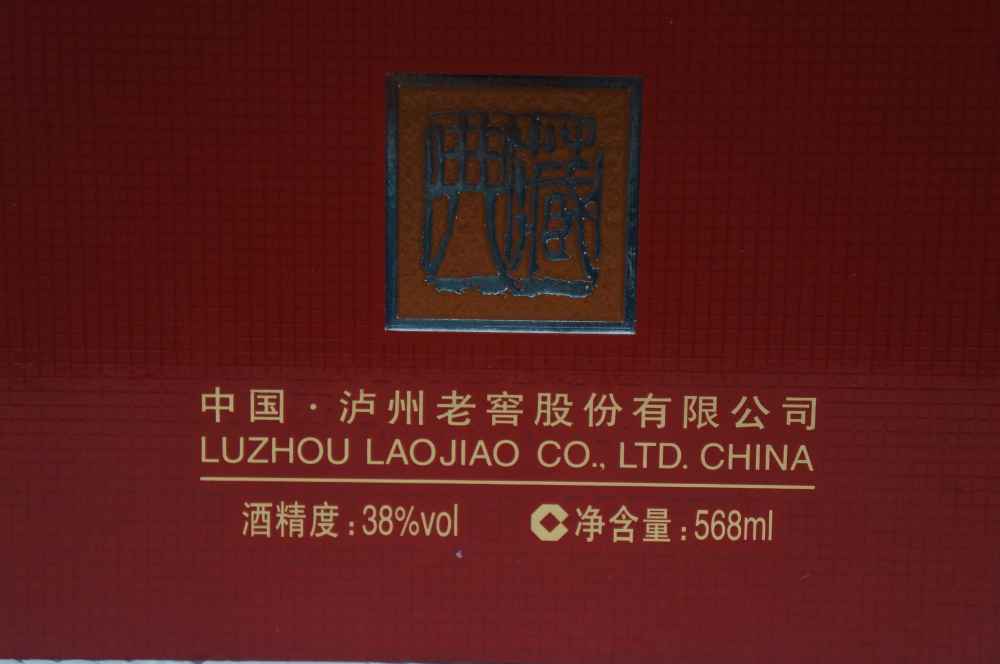 典藏
中国·泸州老窖股份有限公司
LUZHOU LAOJIAO CO., LTD. CHINA
酒精度:38%vol 净含量:568ml